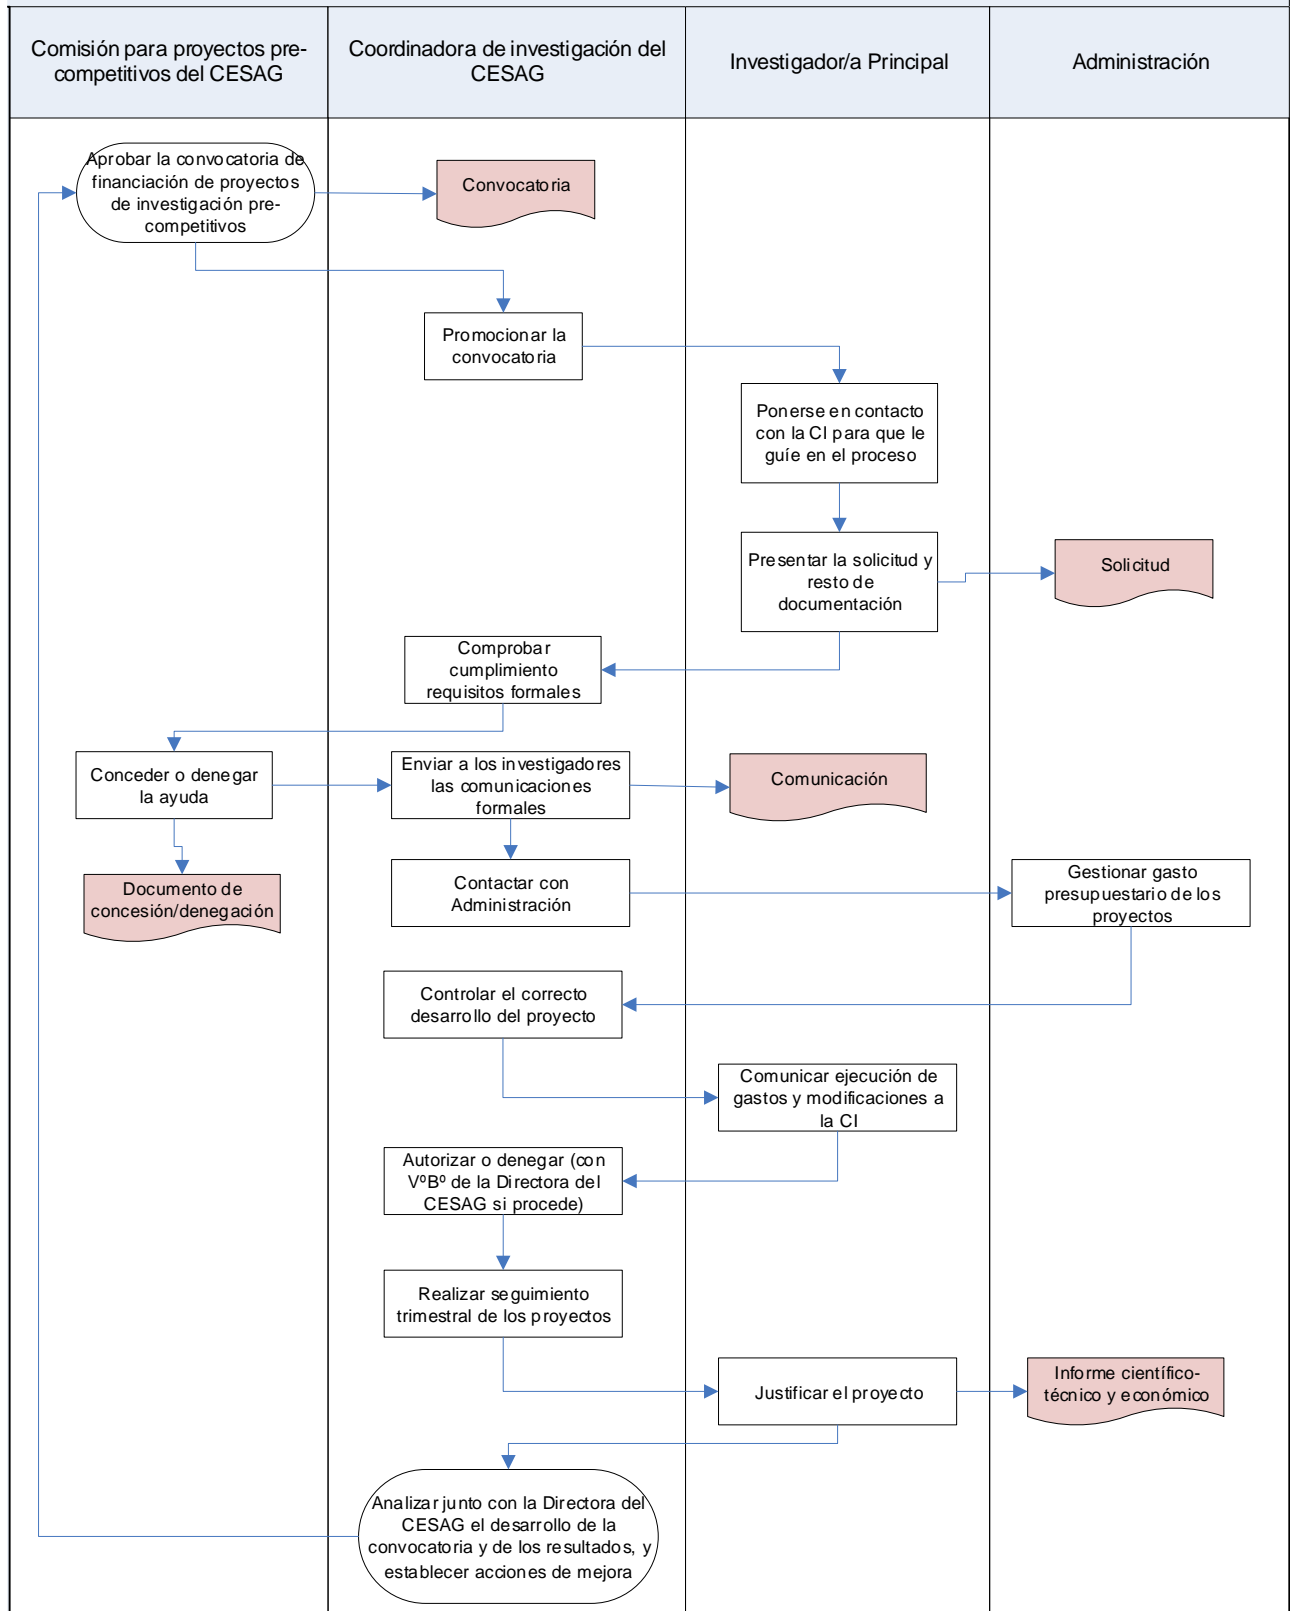 Comisión para proyectos pre-
competitivos del CESAG
Coordinadora de investigación del
CESAG
Investigador/a Principal
Administración
Aprobar la convocatoria de
financiación de proyectos
de investigación pre-
competitivos
Convocatoria
Promocionar la
convocatoria
Ponerse en contacto
con la CI para que le
guíe en el proceso
Presentar la solicitud y
resto de
documentación
Solicitud
Comprobar
cumplimiento
requisitos formales
Conceder o denegar
la ayuda
Enviar a los investigadores
las comunicaciones
formales
Comunicación
Documento de
concesión/denegación
Contactar con
Administración
Gestionar gasto
presupuestario de los
proyectos
Controlar el correcto
desarrollo del proyecto
Comunicar ejecución de
gastos y modificaciones a
la CI
Autorizar o denegar (con
VºBº de la Directora del
CESAG si procede)
Realizar seguimiento
trimestral de los proyectos
Justificar el proyecto
Informe científico-
técnico y económico
Analizar junto con la Directora del
CESAG el desarrollo de la
convocatoria y de los resultados, y
establecer acciones de mejora